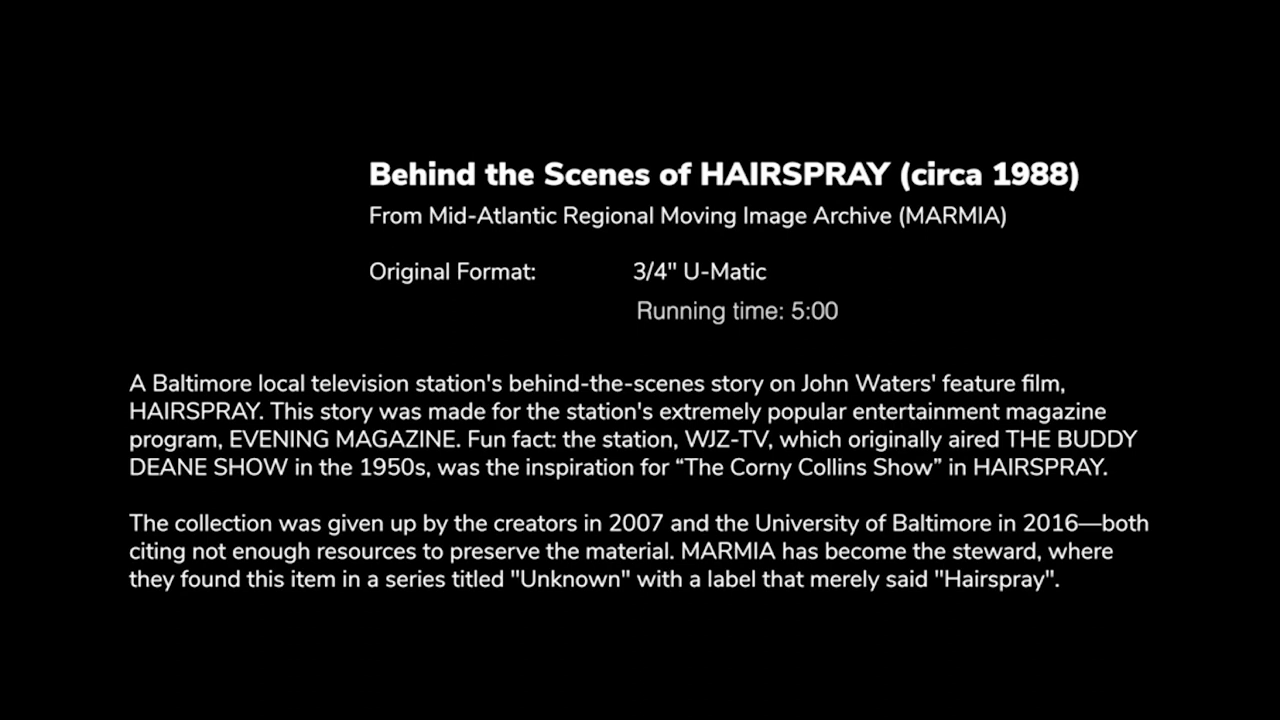 Behind the Scenes of HAIRSPRAY (circa 1988)
From Mid-Atlantic Regional Moving Image Archive (MARMIA)
Original Format: 3/4" U-Matic
Running time: 5:00
A Baltimore local television station's behind-the-scenes story on John Waters' feature film,
HAIRSPRAY. This story was made for the station's extremely popular entertainment magazine
program, EVENING MAGAZINE. Fun fact: the station, WJZ-TV, which originally aired THE BUDDY
DEANE SHOW in the 1950s, was the inspiration for “The Corny Collins Show” in HAIRSPRAY.
The collection was given up by the creators in 2007 and the University of Baltimore in 2016—both
citing not enough resources to preserve the material. MARMIA has become the steward, where
they found this item in a series titled "Unknown" with a label that merely said "Hairspray".